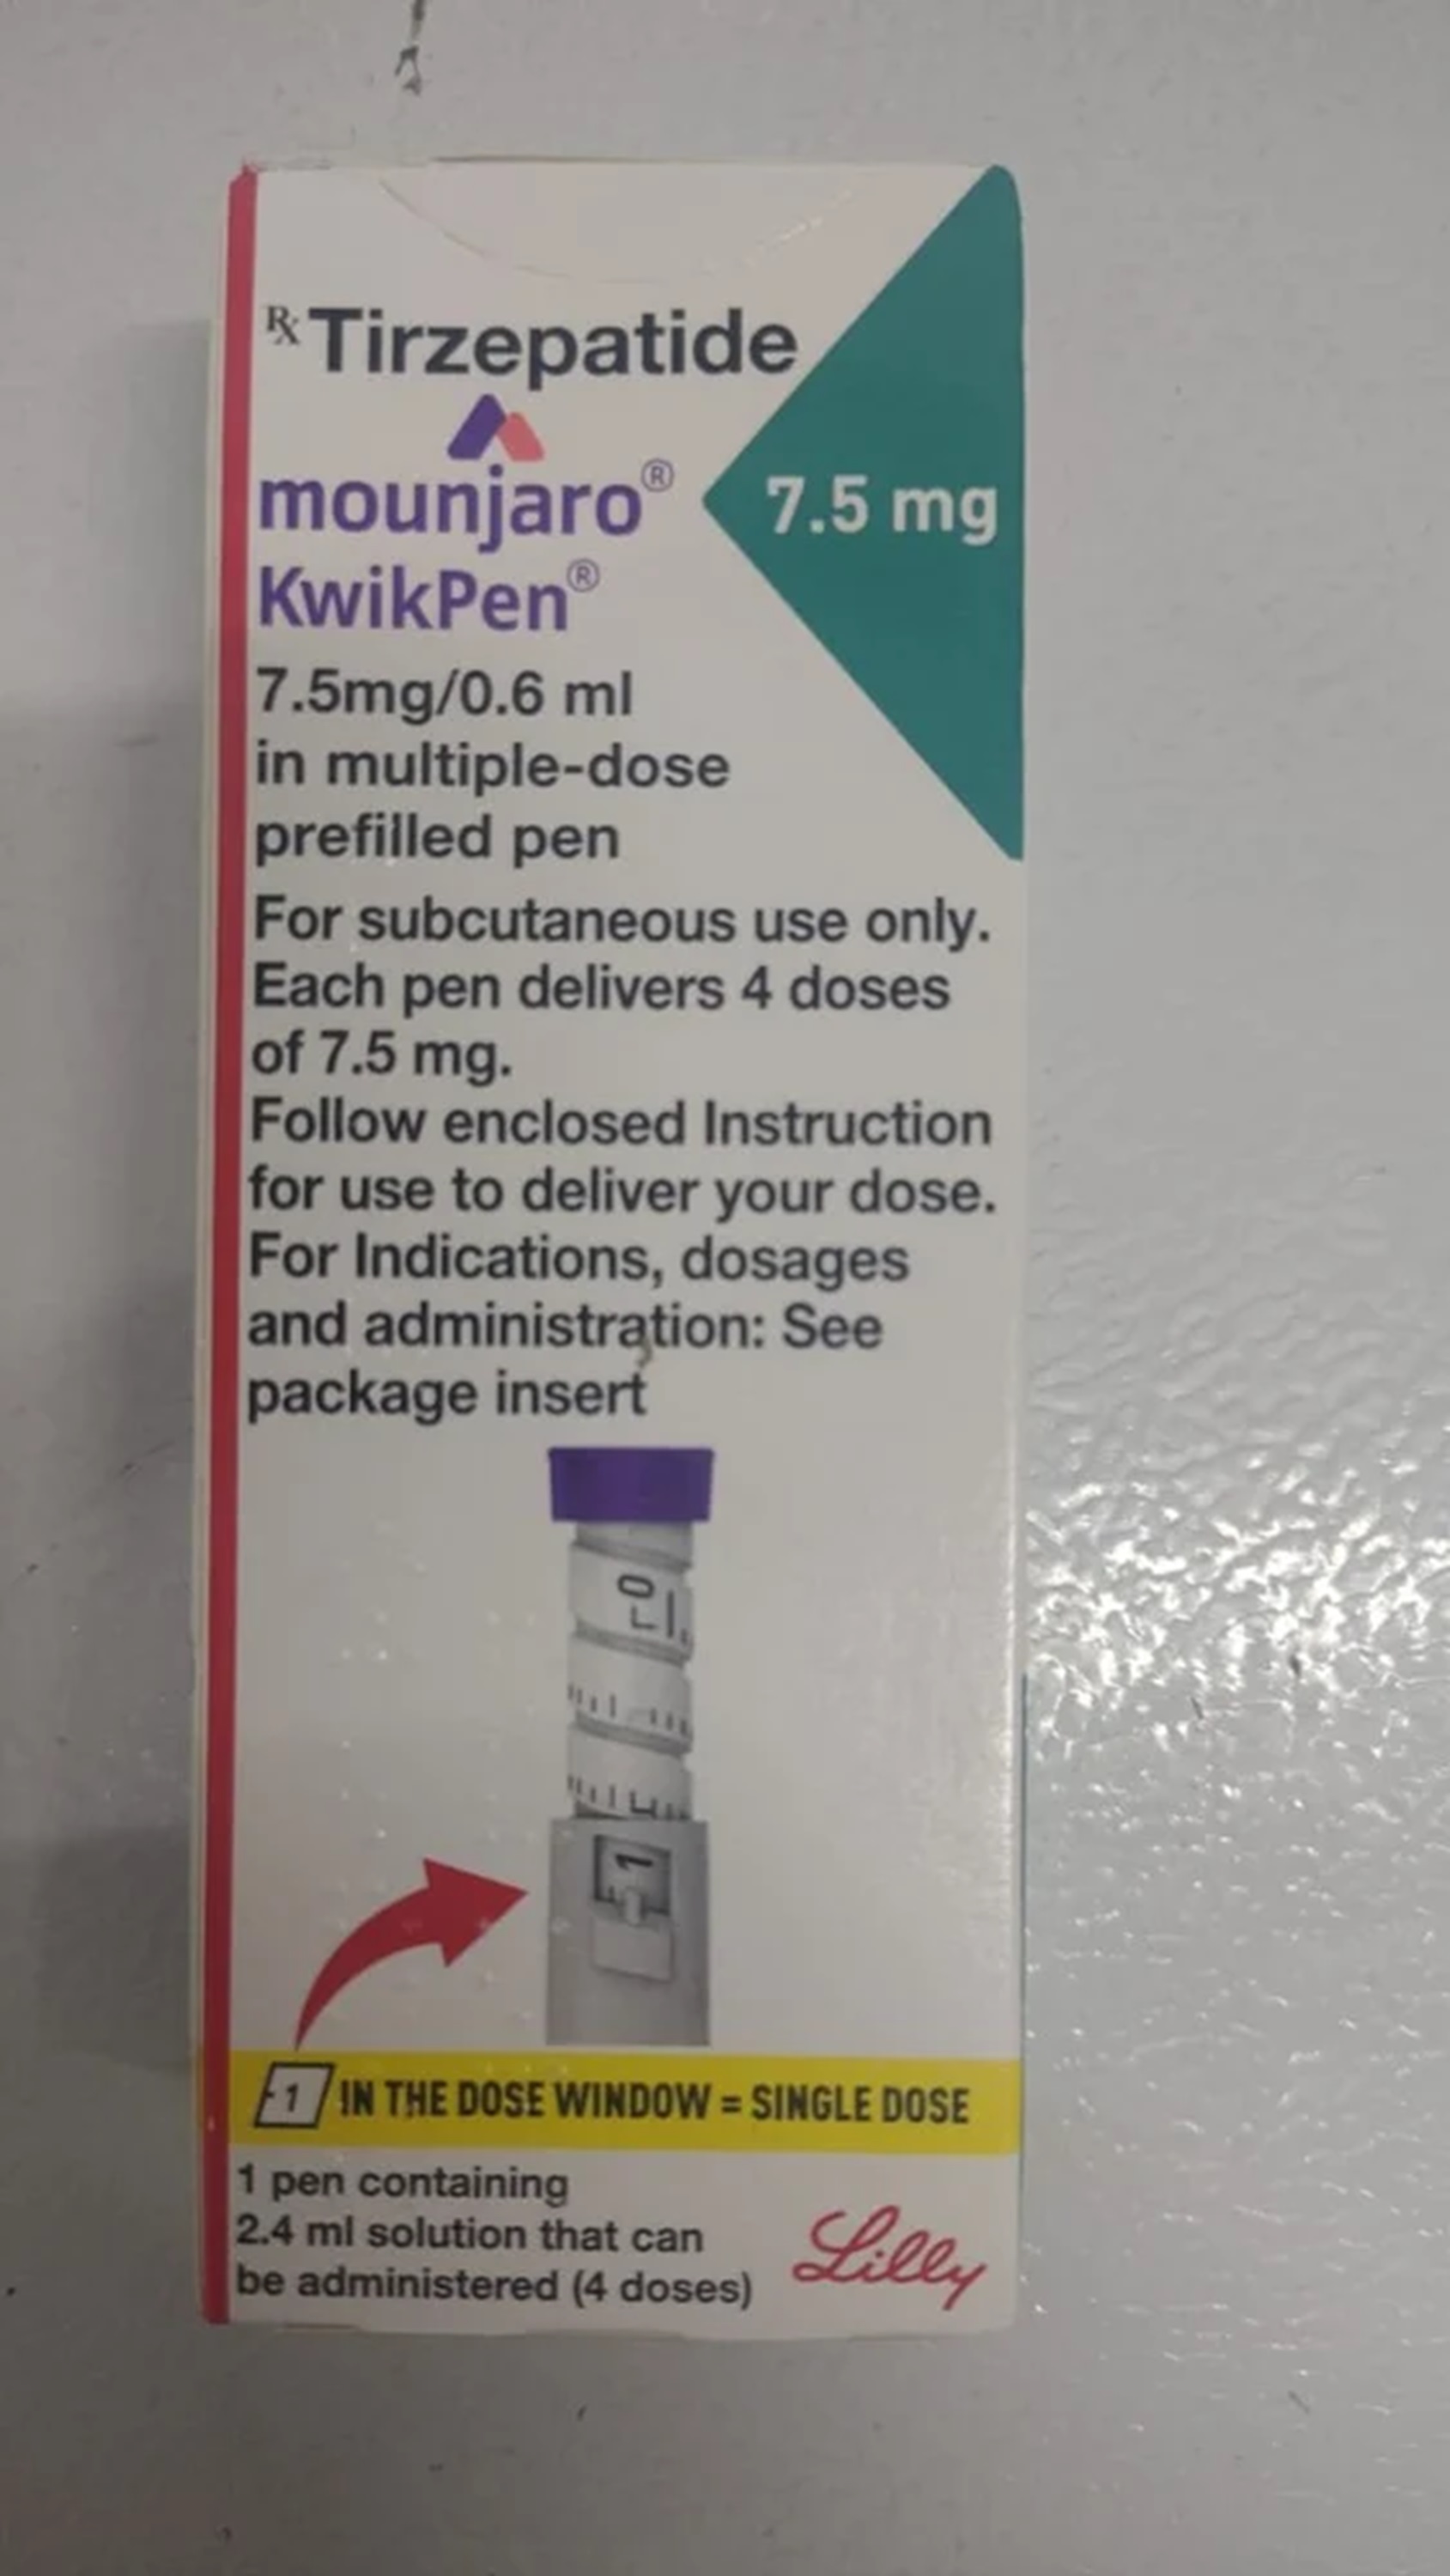 Rx Tirzepatide
mounjaro®
KwikPen®
7.5 mg
7.5mg/0.6 ml
in multiple-dose
prefilled pen
For subcutaneous use only.
Each pen delivers 4 doses
of 7.5 mg.
Follow enclosed Instruction
for use to deliver your dose.
For Indications, dosages
and administration: See
package insert
0
1
1 IN THE DOSE WINDOW = SINGLE DOSE
1 pen containing
2.4 ml solution that can
be administered (4 doses)
Lilly